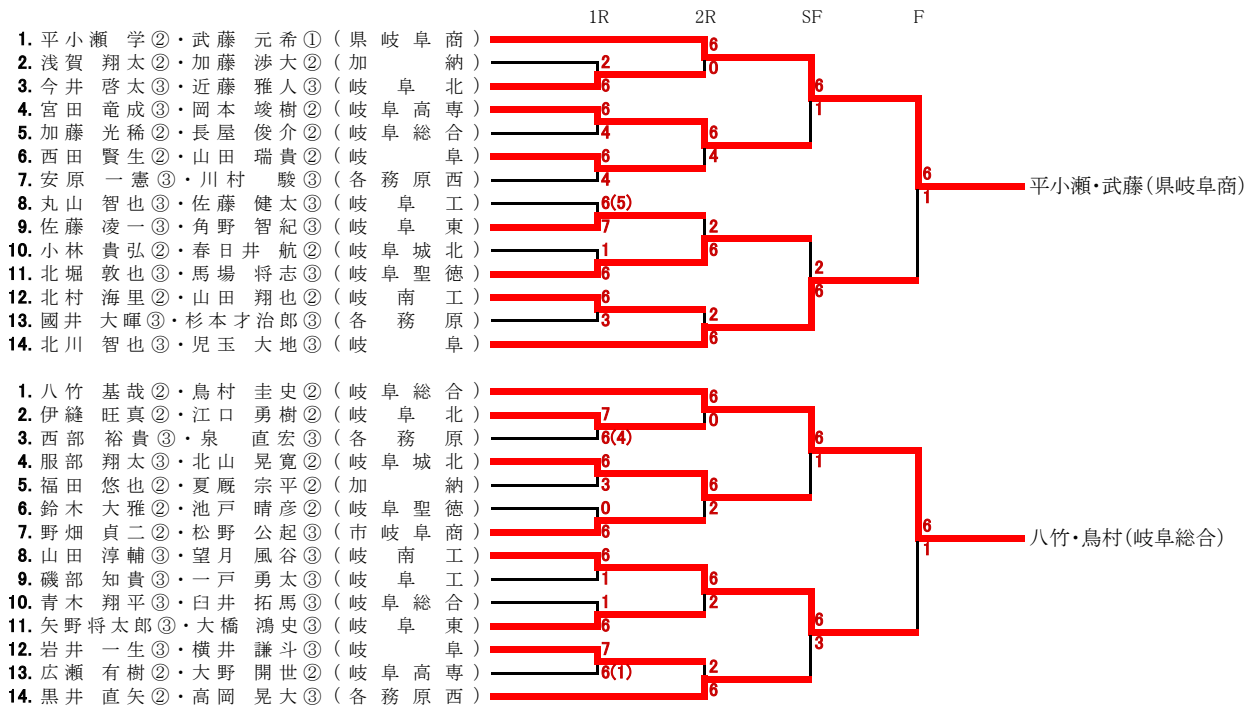 1R 2R SF F
1. 平小瀬 学②・武藤 元希①(県岐阜商)
2. 浅賀 翔太②・加藤 渉大②(加納)
3. 今井 啓太③・近藤 雅人③(岐阜北)
4. 宮田 竜成③・岡本 竣樹②(岐阜高専)
5. 加藤 光稀②・長屋 俊介②(岐阜総合)
6. 西田 賢生②・山田 瑞貴②(岐阜)
7. 安原 一憲③・川村 駿③(各務原西)
8. 丸山 智也③・佐藤 健太③(岐阜工)
9. 佐藤 凌一③・角野 智紀③(岐阜東)
10. 小林 貴弘②・春日井 航②(岐阜城北)
11. 北堀 敦也③・馬場 将志③(岐阜聖徳)
12. 北村 海里②・山田 翔也②(岐南工)
13. 國井 大暉③・杉本才治郎③(各務原)
14. 北川 智也③・児玉 大地③(岐阜)
2
6
6
4
6
4
6(5)
7
1
6
6
3
6
0
6
4
2
6
2
6
6
1
2
6
6
1
平小瀬・武藤(県岐阜商)
1. 八竹 基哉②・鳥村 圭史②(岐阜総合)
2. 伊縫 旺真②・江口 勇樹②(岐阜北)
3. 西部 裕貴③・泉 直宏③(各務原)
4. 服部 翔太③・北山 晃寛②(岐阜城北)
5. 福田 悠也②・夏厩 宗平②(加納)
6. 鈴木 大雅②・池戸 晴彦②(岐阜聖徳)
7. 野畑 貞二②・松野 公起③(市岐阜商)
8. 山田 淳輔③・望月 風谷③(岐南工)
9. 磯部 知貴③・一戸 勇太③(岐阜工)
10. 青木 翔平③・臼井 拓馬③(岐阜総合)
11. 矢野将太郎③・大橋 鴻史③(岐阜東)
12. 岩井 一生③・横井 謙斗③(岐阜)
13. 広瀬 有樹②・大野 開世②(岐阜高専)
14. 黒井 直矢②・高岡 晃大③(各務原西)
7
6(4)
6
3
0
6
6
1
1
6
7
6(1)
6
0
6
2
6
2
2
6
6
1
6
3
6
1
八竹・鳥村(岐阜総合)